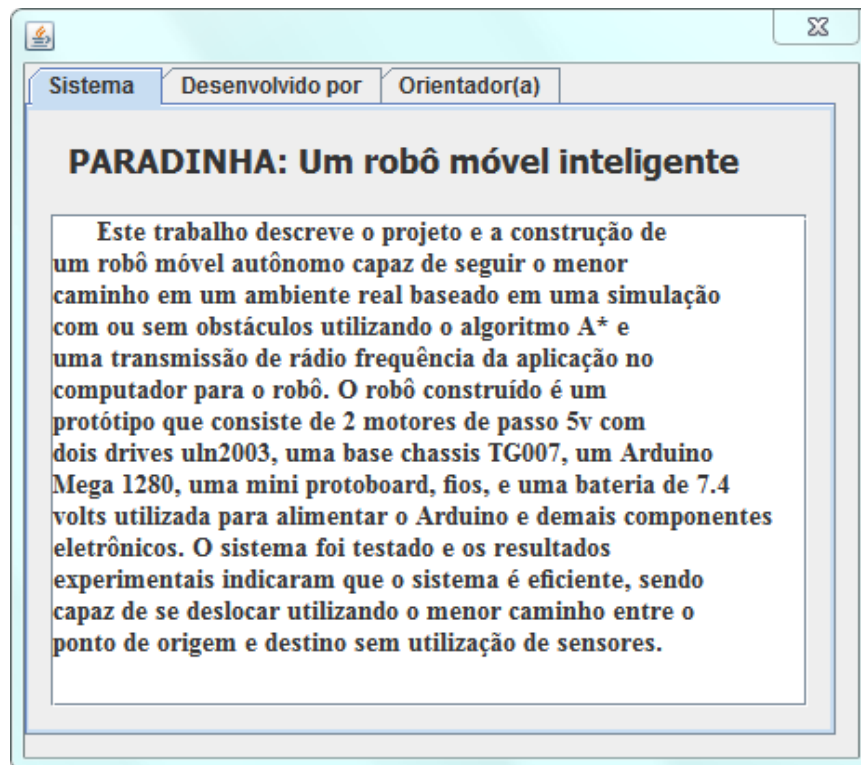 Sistema Desenvolvido por Orientador(a)
PARADINHA: Um robô móvel inteligente
Este trabalho descreve o projeto e a construção de
um robô móvel autônomo capaz de seguir o menor
caminho em um ambiente real baseado em uma simulação
com ou sem obstáculos utilizando o algoritmo A* e
uma transmissão de rádio frequência da aplicação no
computador para o robô. O robô construído é um
protótipo que consiste de 2 motores de passo 5v com
dois drives uln2003, uma base chassis TG007, um Arduino
Mega 1280, uma mini protoboard, fios, e uma bateria de 7.4
volts utilizada para alimentar o Arduino e demais componentes
eletrônicos. O sistema foi testado e os resultados
experimentais indicaram que o sistema é eficiente, sendo
capaz de se deslocar utilizando o menor caminho entre o
ponto de origem e destino sem utilização de sensores.